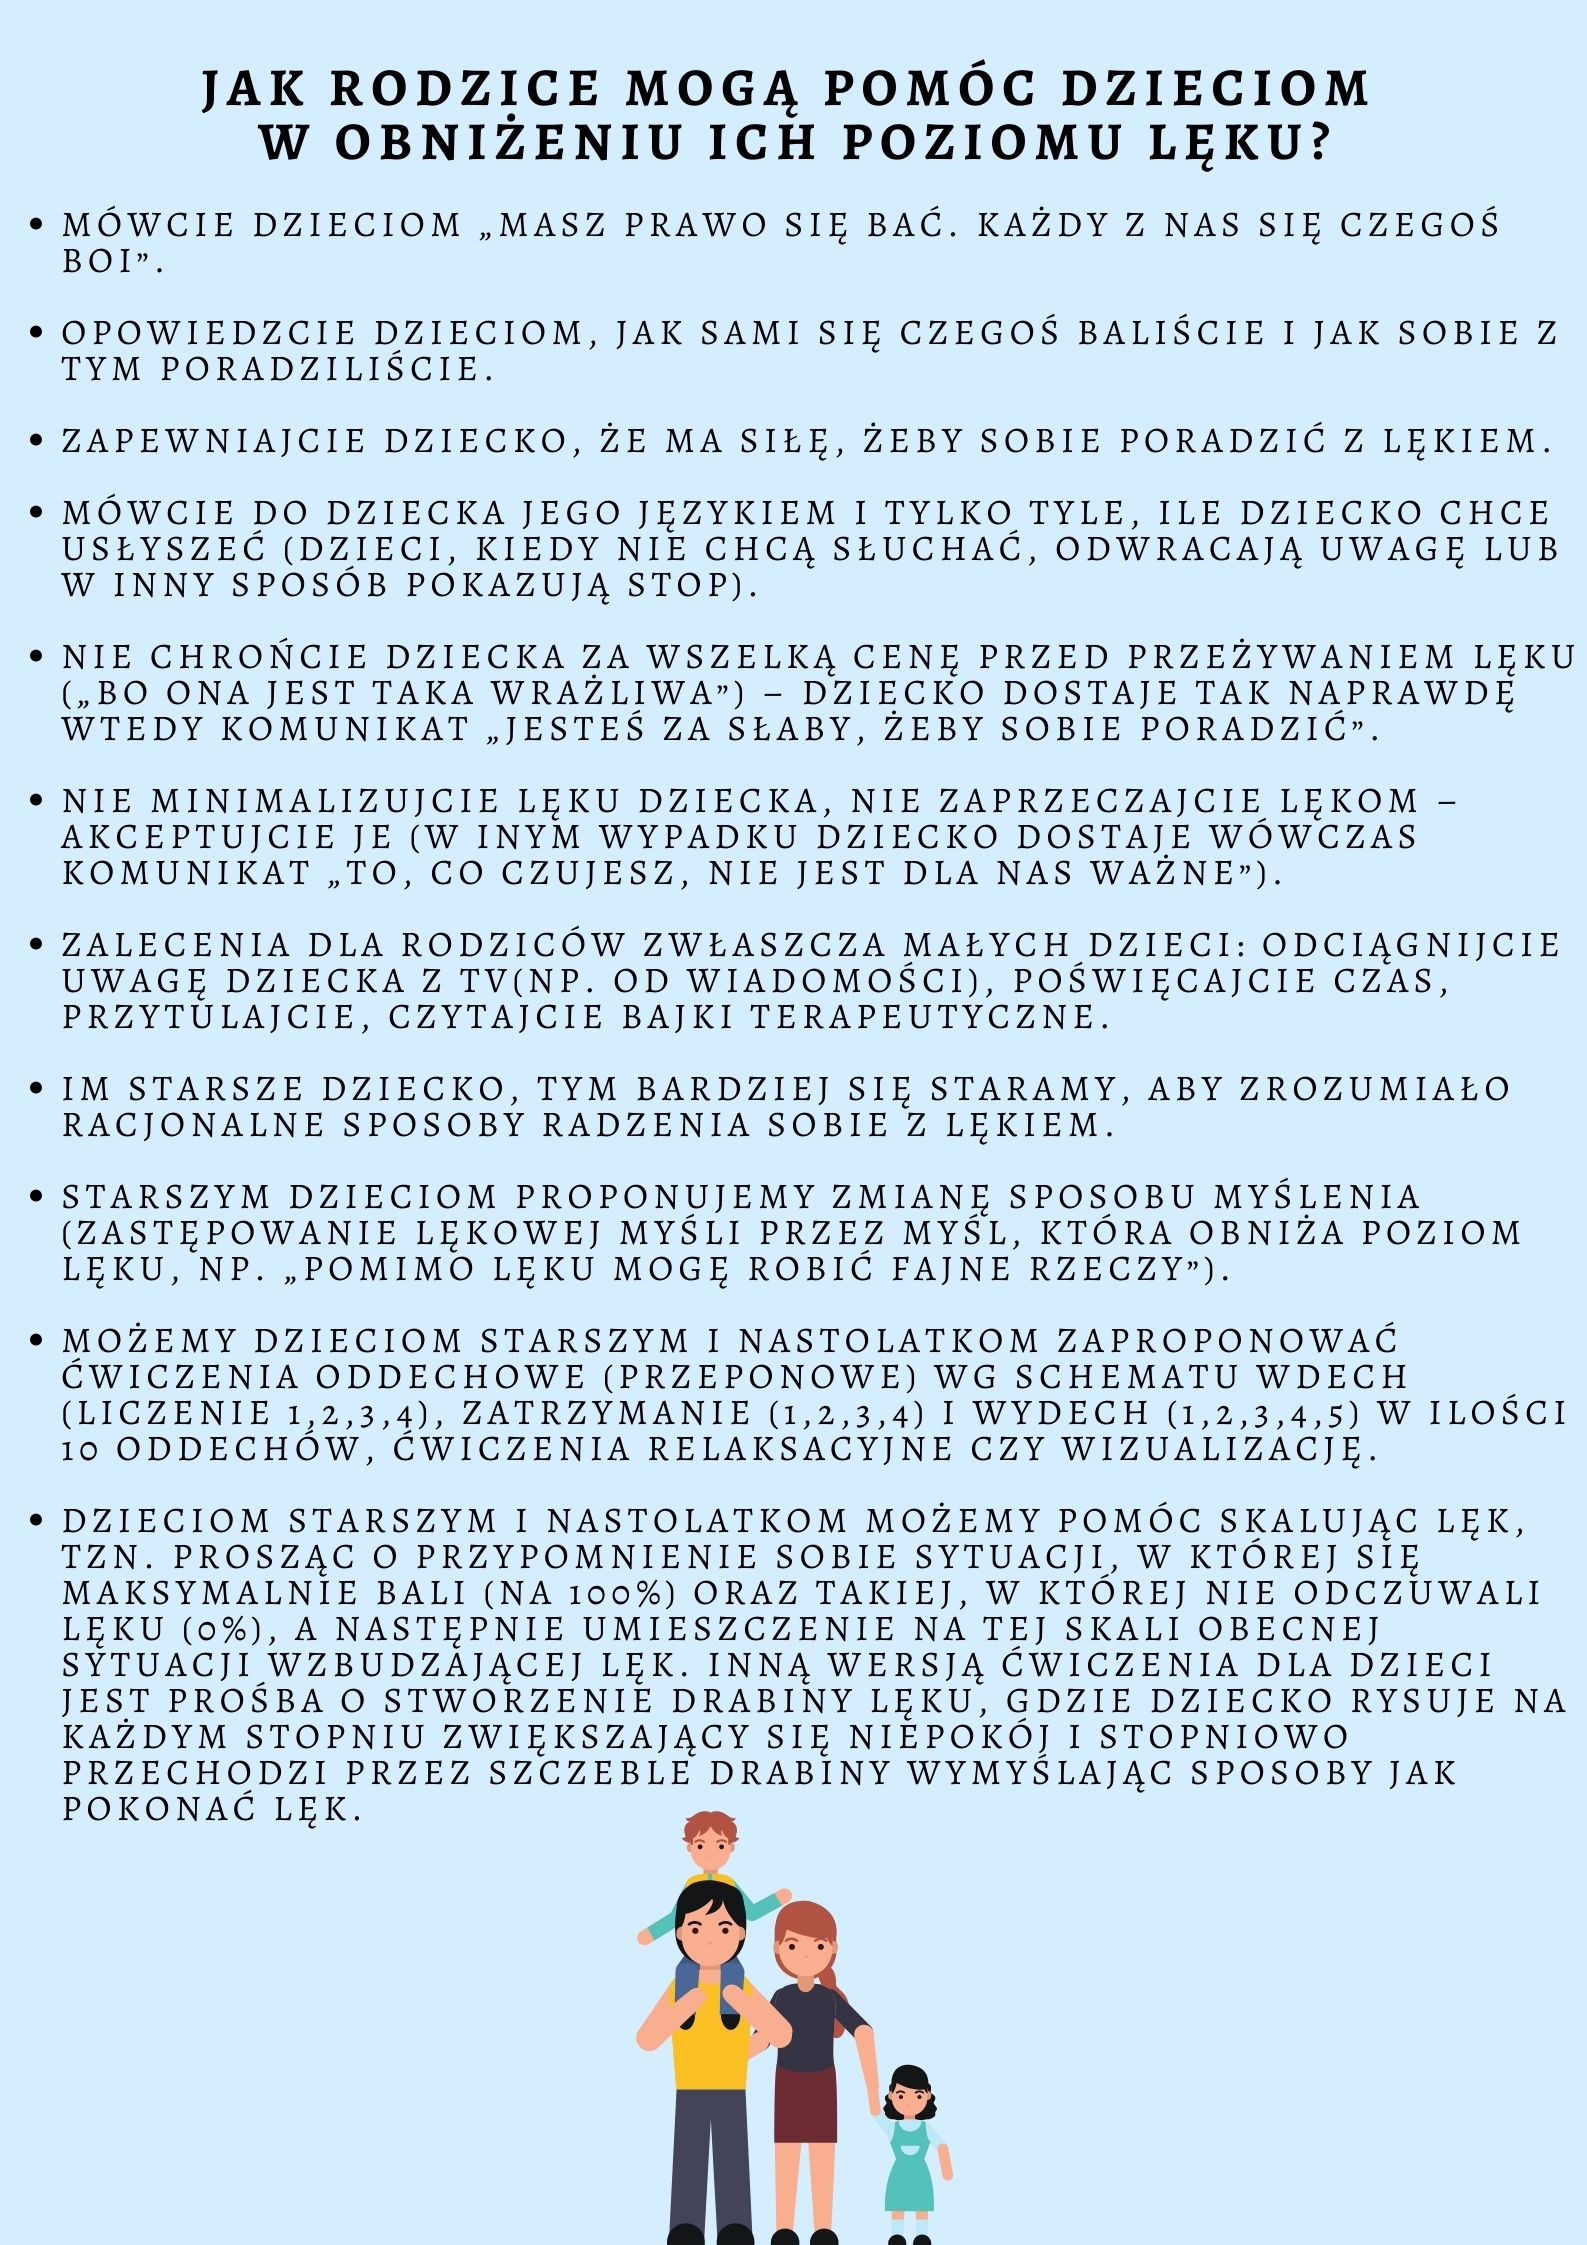 JAK RODZICE MOGĄ POMÓC DZIECIOM
W OBNIŻENIU ICH POZIOMU LĘKU?
• MÓWCIE DZIECIOM „MASZ PRAWO SIĘ BAĆ. KAŻDY Z NAS SIĘ CZEGOŚ
BOI”.
• OPOWIEDZCIE DZIECIOM, JAK SAMI SIĘ CZEGOŚ BALIŚCIE I JAK SOBIE Z
TYM PORADZILIŚCIE.
• ZAPEWNIAJCIE DZIECKO, ŻE MA SIŁĘ, ŻEBY SOBIE PORADZIĆ Z LĘKIEM.
• MÓWCIE DO DZIECKA JEGO JĘZYKIEM I TYLKO TYLE, ILE DZIECKO CHCE
USŁYSZEĆ (DZIECI, KIEDY NIE CHCĄ SŁUCHAĆ, ODWRACAJĄ UWAGĘ LUB
W INNY SPOSÓB POKAZUJĄ STOP).
• NIE CHROŃCIE DZIECKA ZA WSZELKĄ CENĘ PRZED PRZEŻYWANIEM LĘKU
(„BO ONA JEST TAKA WRAŻLIWA”) – DZIECKO DOSTAJE TAK NAPRAWDĘ
WTEDY KOMUNIKAT „JESTEŚ ZA SŁABY, ŻEBY SOBIE PORADZIĆ”.
• NIE MINIMALIZUJCIE LĘKU DZIECKA, NIE ZAPRZECZAJCIE LĘKOM –
AKCEPTUJCIE JE (W INYM WYPADKU DZIECKO DOSTAJE WÓWCZAS
KOMUNIKAT „TO, CO CZUJESZ, NIE JEST DLA NAS WAŻNE”).
• ZALECENIA DLA RODZICÓW ZWŁASZCZA MAŁYCH DZIECI: ODCIĄGNIJCIE
UWAGĘ DZIECKA Z TV(NP. OD WIADOMOŚCI), POŚWIĘCAJCIE CZAS,
PRZYTULAJCIE, CZYTAJCIE BAJKI TERAPEUTYCZNE.
• IM STARSZE DZIECKO, TYM BARDZIEJ SIĘ STARAMY, ABY ZROZUMIAŁO
RACJONALNE SPOSOBY RADZENIA SOBIE Z LĘKIEM.
• STARSZYM DZIECIOM PROPONUJEMY ZMIANĘ SPOSOBU MYŚLENIA
(ZASTĘPOWANIE LĘKOWEJ MYŚLI PRZEZ MYŚL, KTÓRA OBNIŻA POZIOM
LĘKU, NP. „POMIMO LĘKU MOGĘ ROBIĆ FAJNE RZECZY”).
• MOŻEMY DZIECIOM STARSZYM I NASTOLATKOM ZAPROPONOWAĆ
ĆWICZENIA ODDECHOWE (PRZEPONOWE) WG SCHEMATU WDECH
(LICZENIE 1,2,3,4), ZATRZYMANIE (1,2,3,4) I WYDECH (1,2,3,4,5) W ILOŚCI
10 ODDECHÓW, ĆWICZENIA RELAKSACYJNE CZY WIZUALIZACJĘ.
• DZIECIOM STARSZYM I NASTOLATKOM MOŻEMY POMÓC SKALUJĄC LĘK,
TZN. PROSZĄC O PRZYPOMNIENIE SOBIE SYTUACJI, W KTÓREJ SIĘ
MAKSYMALNIE BALI (NA 100%) ORAZ TAKIEJ, W KTÓREJ NIE ODCZUWALI
LĘKU (0%), A NASTĘPNIE UMIESZCZENIE NA TEJ SKALI OBECNEJ
SYTUACJI WZBUDZAJĄCEJ LĘK. INNĄ WERSJĄ ĆWICZENIA DLA DZIECI
JEST PROŚBA O STWORZENIE DRABINY LĘKU, GDZIE DZIECKO RYSUJE NA
KAŻDYM STOPNIU ZWIĘKSZAJĄCY SIĘ NIEPOKÓJ I STOPNIOWO
PRZECHODZI PRZEZ SZCZEBLE DRABINY WYMYŚLAJĄC SPOSOBY JAK
POKONAĆ LĘK.